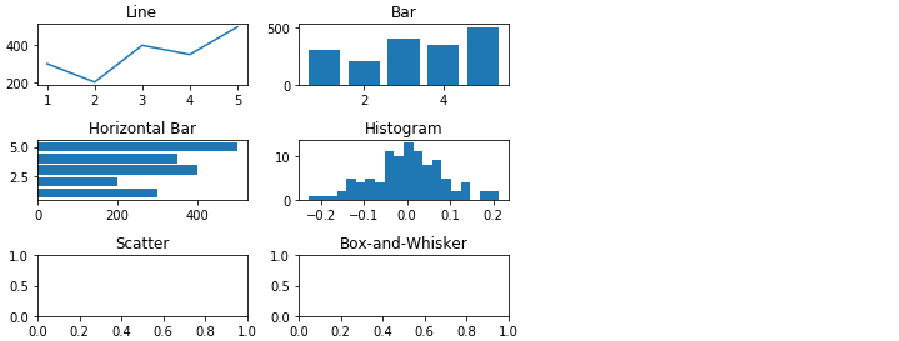 Line
400
200
1 2 3 4 5
Bar
500
0
2 4
Horizontal Bar
5.0
2.5
0 200 400
Histogram
10
0
−0.2 −0.1 0.0 0.1 0.2
Scatter
1.0
0.5
0.0
0.0 0.2 0.4 0.6 0.8 1.0
Box-and-Whisker
1.0
0.5
0.0
0.0 0.2 0.4 0.6 0.8 1.0